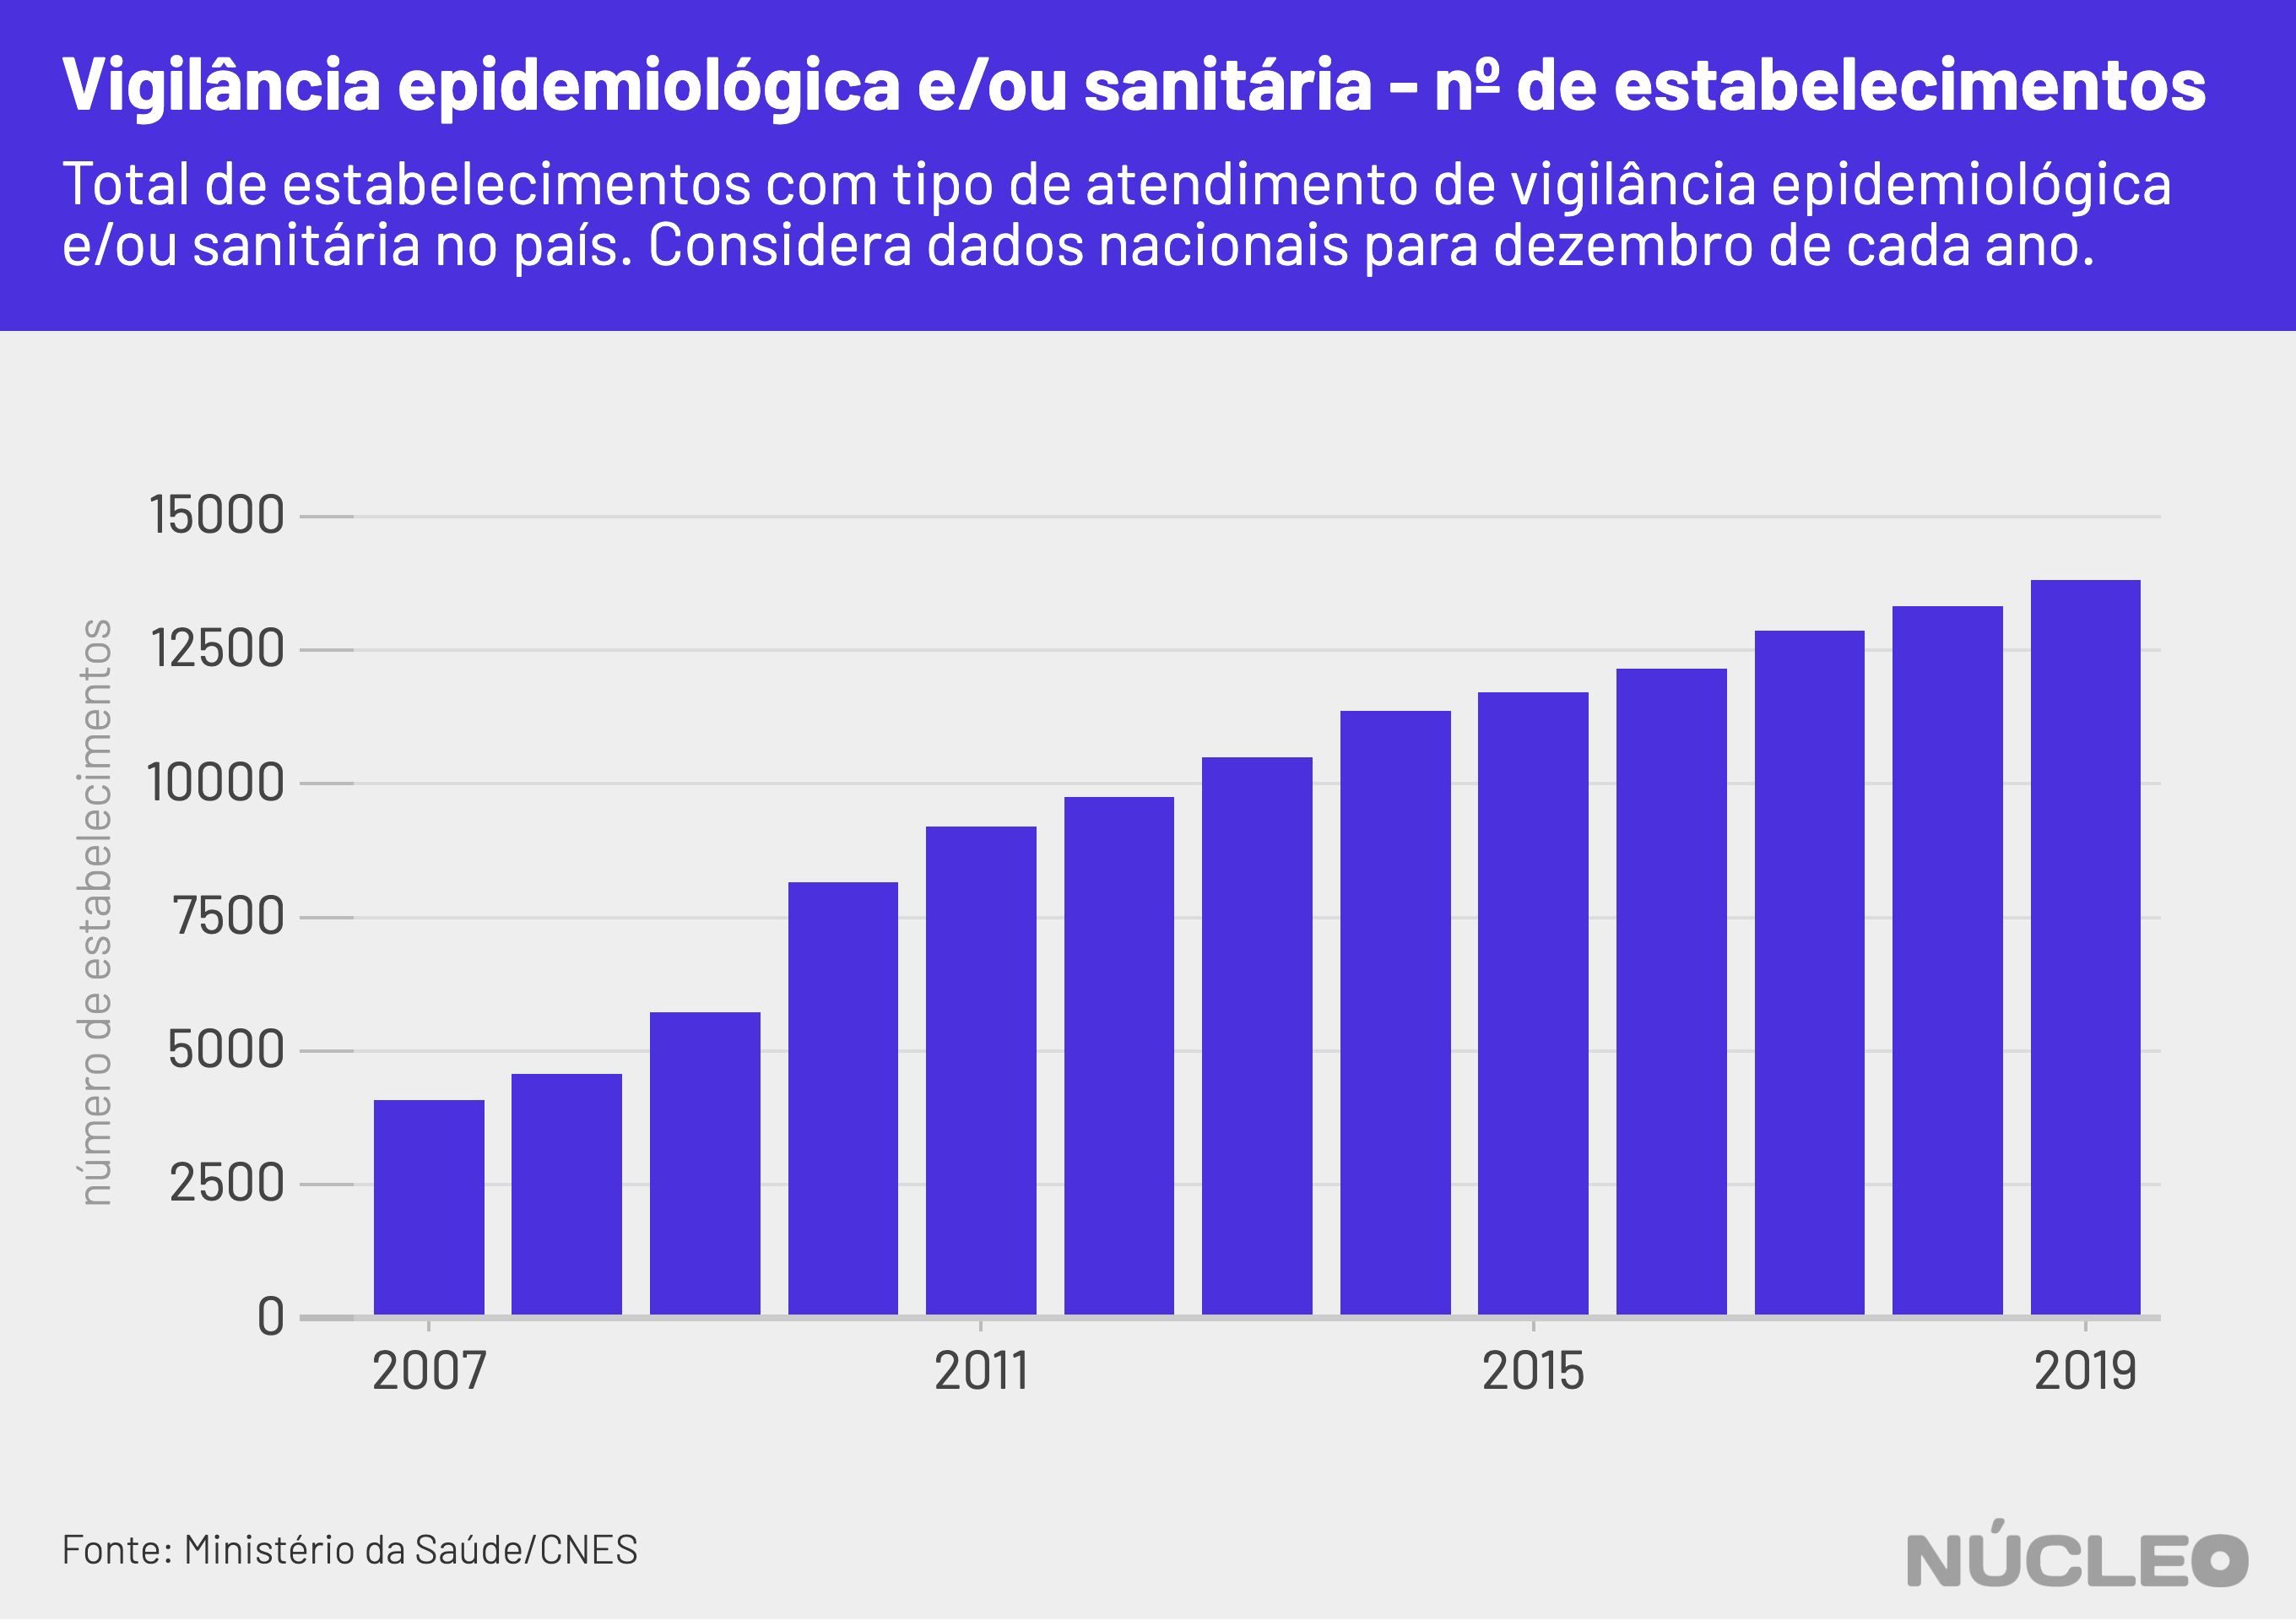 Vigilância epidemiológica e/ou sanitária - nº de estabelecimentos
Total de estabelecimentos com tipo de atendimento de vigilância epidemiológica
e/ou sanitária no país. Considera dados nacionais para dezembro de cada ano.
número de estabelecimentos
15000
12500
10000
7500
5000
2500
0
2007 2011 2015 2019
Fonte: Ministério da Saúde/CNES
NÚCLEO